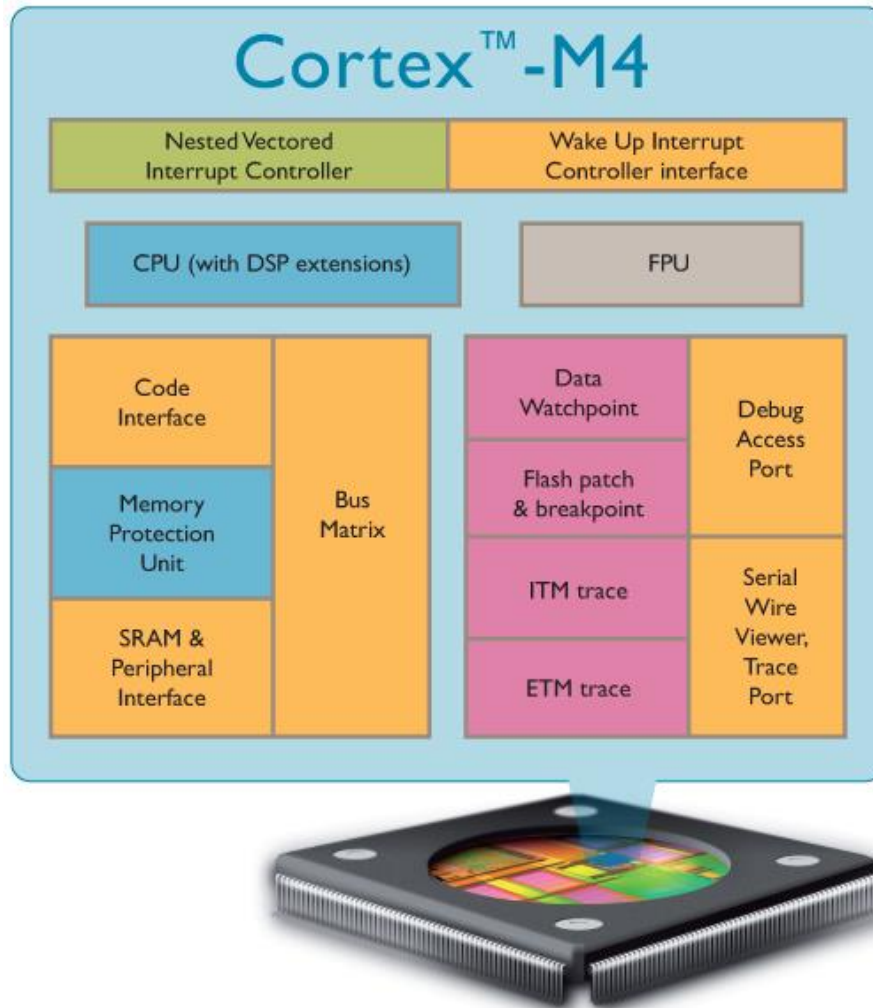 Cortex™-M4
Nested Vectored
Interrupt Controller
Wake Up Interrupt
Controller interface
CPU (with DSP extensions)
FPU
Code
Interface
Memory
Protection
Unit
SRAM &
Peripheral
Interface
Bus
Matrix
Data
Watchpoint
Flash patch
& breakpoint
ITM trace
ETM trace
Debug
Access
Port
Serial
Wire
Viewer,
Trace
Port